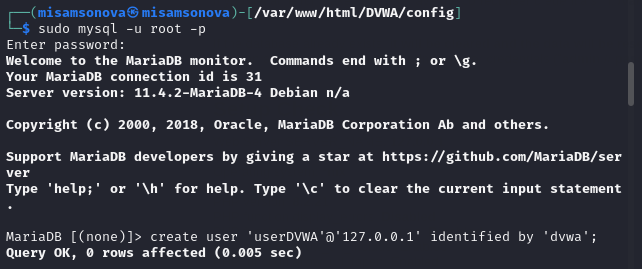 ┌──(misamsonova㉿misamsonova)-[/var/www/html/DVWA/config]
└─$ sudo mysql -u root -p
Enter password:
Welcome to the MariaDB monitor.  Commands end with ; or \g.
Your MariaDB connection id is 31
Server version: 11.4.2-MariaDB-4 Debian n/a

Copyright (c) 2000, 2018, Oracle, MariaDB Corporation Ab and others.

Support MariaDB developers by giving a star at https://github.com/MariaDB/ser
ver
Type 'help;' or '\h' for help. Type '\c' to clear the current input statement
.

MariaDB [(none)]> create user 'userDVWA'@'127.0.0.1' identified by 'dvwa';
Query OK, 0 rows affected (0.005 sec)